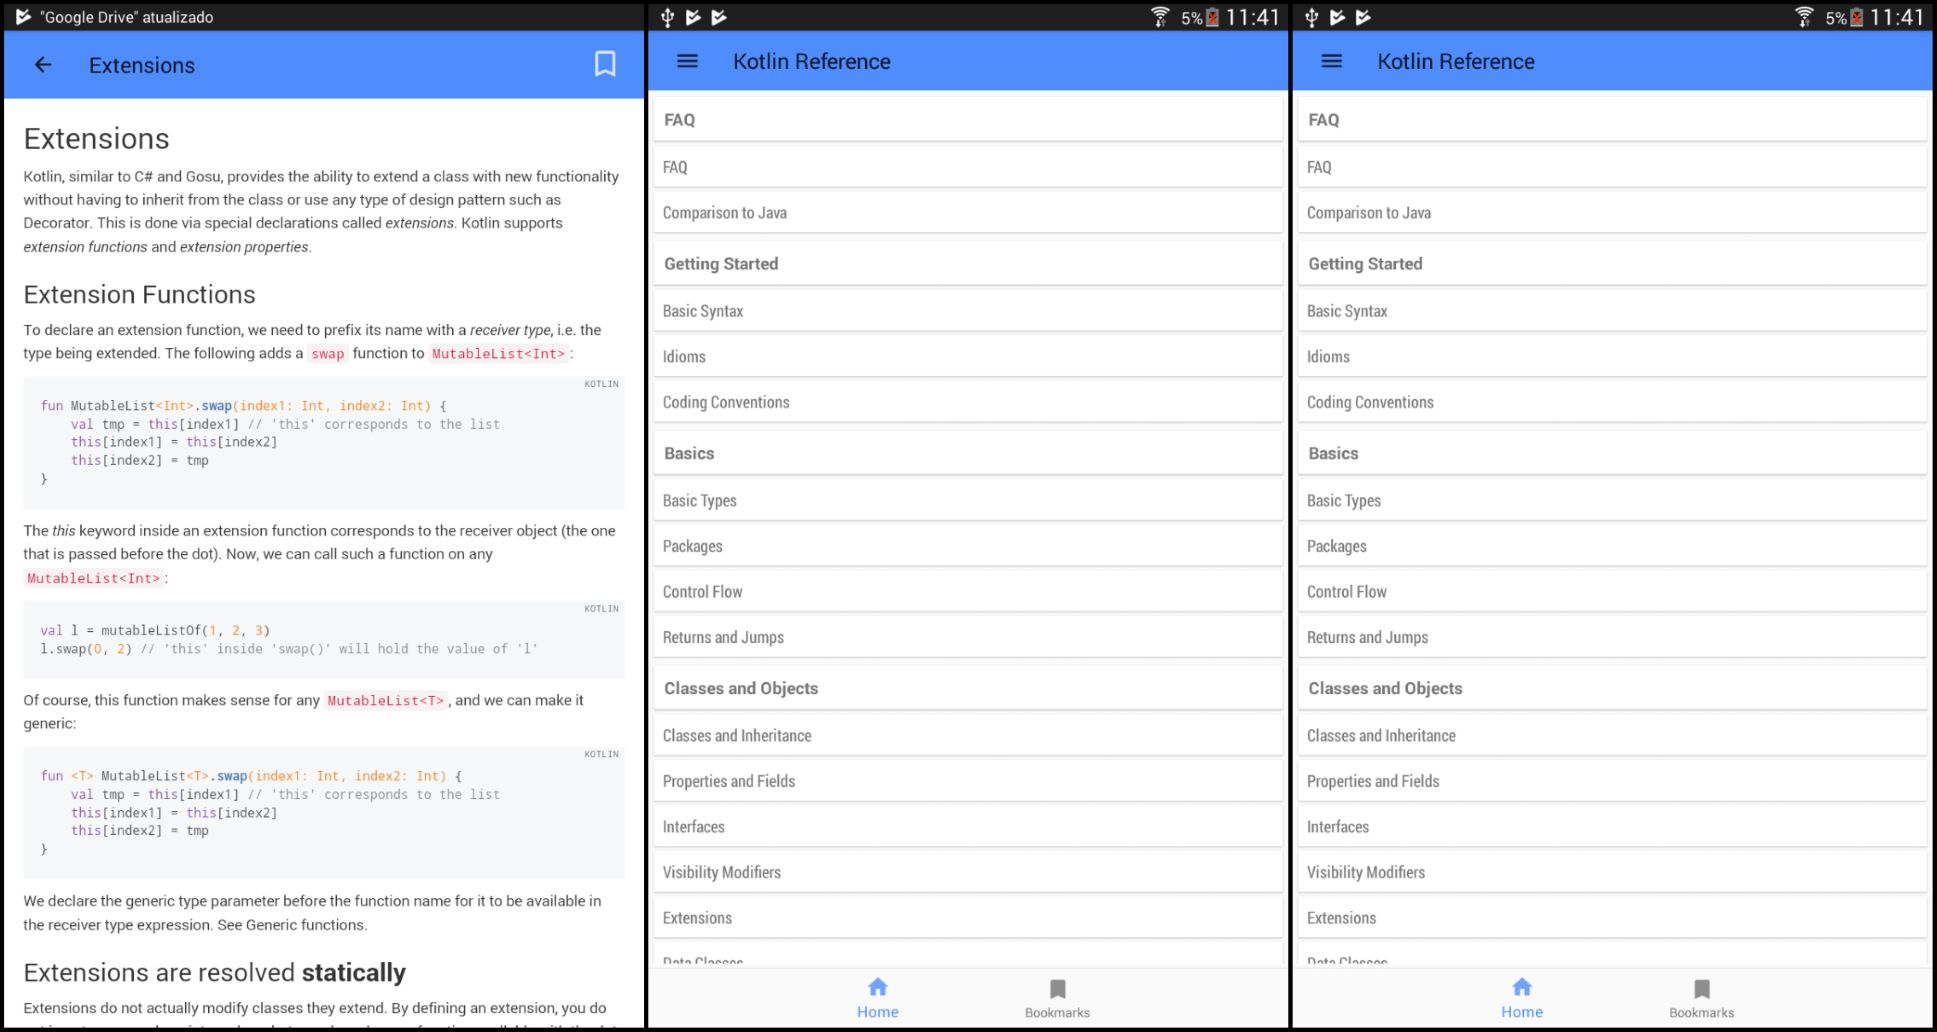 "Google Drive" atualizado
Extensions
Extensions
Kotlin, similar to C# and Gosu, provides the ability to extend a class with new functionality
without having to inherit from the class or use any type of design pattern such as
Decorator. This is done via special declarations called extensions. Kotlin supports
extension functions and extension properties.
Extension Functions
To declare an extension function, we need to prefix its name with a receiver type, i.e. the
type being extended. The following adds a swap function to MutableList<Int>:
KOTLIN
fun MutableList<Int>.swap(index1: Int, index2: Int) {
    val tmp = this[index1] // 'this' corresponds to the list
    this[index1] = this[index2]
    this[index2] = tmp
}
The this keyword inside an extension function corresponds to the receiver object (the one
that is passed before the dot). Now, we can call such a function on any
MutableList<Int>:
KOTLIN
val l = mutableListOf(1, 2, 3)
l.swap(0, 2) // 'this' inside 'swap()' will hold the value of 'l'
Of course, this function makes sense for any MutableList<T>, and we can make it
generic:
KOTLIN
fun <T> MutableList<T>.swap(index1: Int, index2: Int) {
    val tmp = this[index1] // 'this' corresponds to the list
    this[index1] = this[index2]
    this[index2] = tmp
}
We declare the generic type parameter before the function name for it to be available in
the receiver type expression. See Generic functions.
Extensions are resolved statically
Extensions do not actually modify classes they extend. By defining an extension, you do
5% 11:41
Kotlin Reference
FAQ
FAQ
Comparison to Java
Getting Started
Basic Syntax
Idioms
Coding Conventions
Basics
Basic Types
Packages
Control Flow
Returns and Jumps
Classes and Objects
Classes and Inheritance
Properties and Fields
Interfaces
Visibility Modifiers
Extensions
Data Classes
Home
Bookmarks
5% 11:41
Kotlin Reference
FAQ
FAQ
Comparison to Java
Getting Started
Basic Syntax
Idioms
Coding Conventions
Basics
Basic Types
Packages
Control Flow
Returns and Jumps
Classes and Objects
Classes and Inheritance
Properties and Fields
Interfaces
Visibility Modifiers
Extensions
Data Classes
Home
Bookmarks